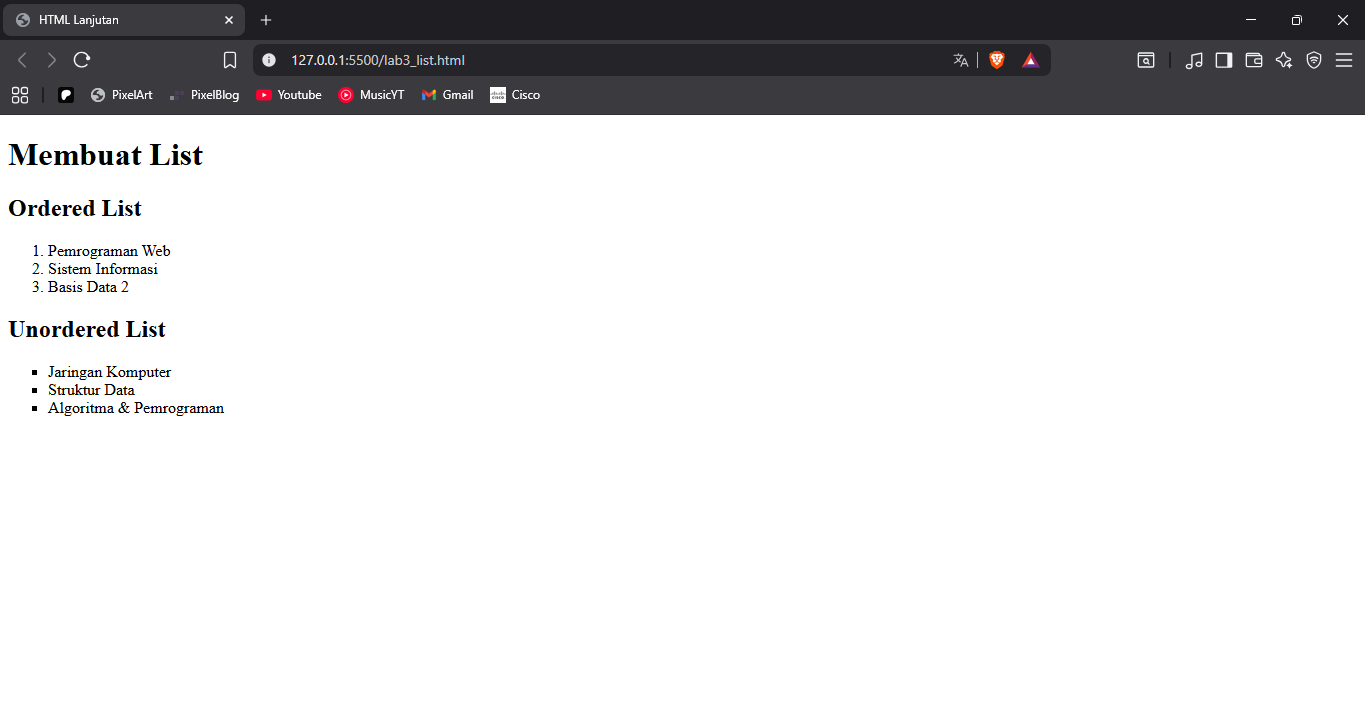 HTML Lanjutan
127.0.0.1:5500/lab3_list.html
PixelArt PixelBlog Youtube MusicYT Gmail Cisco
Membuat List
Ordered List
1. Pemrograman Web
2. Sistem Informasi
3. Basis Data 2
Unordered List
▪ Jaringan Komputer
▪ Struktur Data
▪ Algoritma & Pemrograman